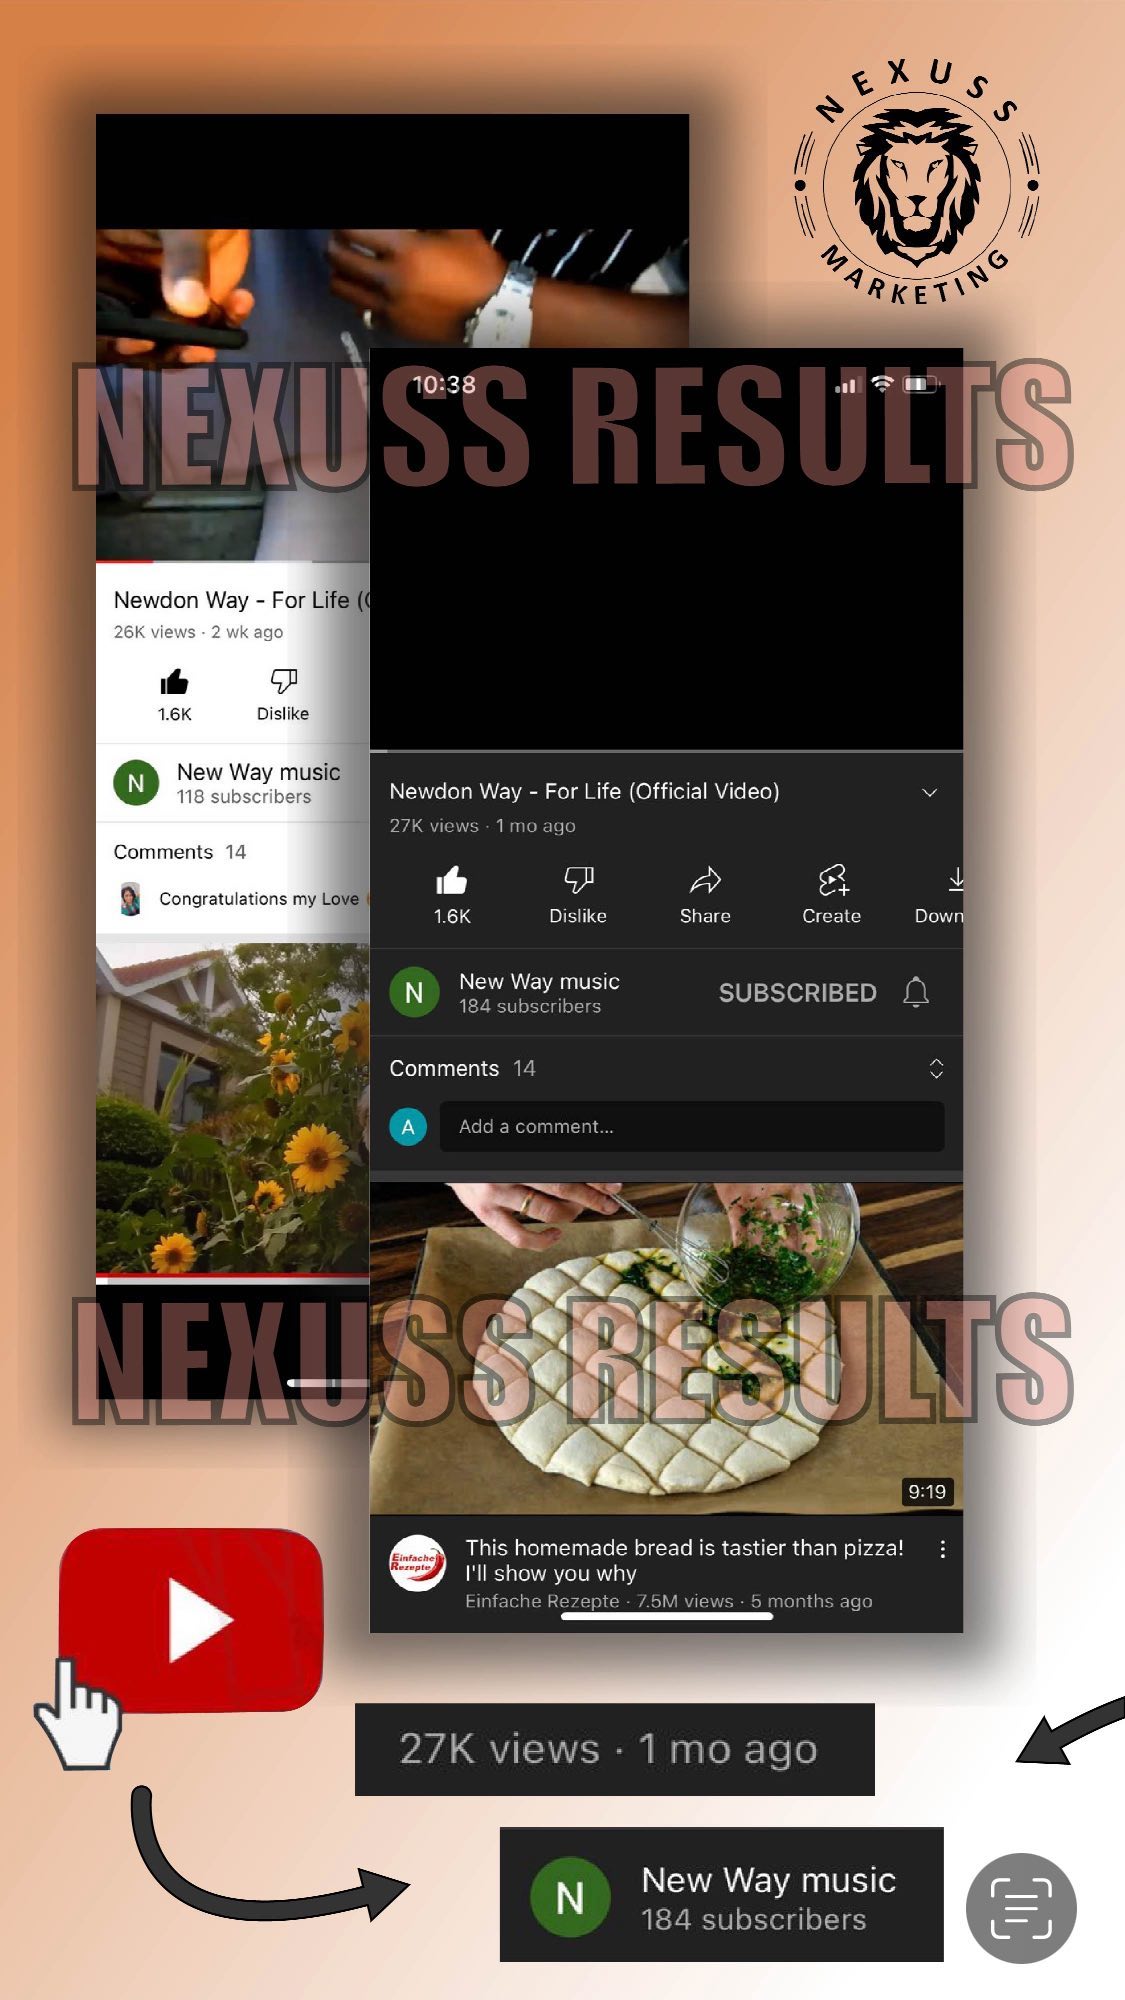 NEXUSS
MARKETING
NEXUSS RESULTS
Newdon Way - For Life (
26K views · 2 wk ago
1.6K
Dislike
N
New Way music
118 subscribers
Comments 14
Congratulations my Love
10:38
Newdon Way - For Life (Official Video)
27K views · 1 mo ago
1.6K
Dislike
Share
Create
Down
N
New Way music
184 subscribers
SUBSCRIBED
Comments 14
A
Add a comment...
NEXUSS RESULTS
9:19
Einfache
Rezepte
This homemade bread is tastier than pizza!
I'll show you why
Einfache Rezepte · 7.5M views · 5 months ago
27K views · 1 mo ago
N
New Way music
184 subscribers